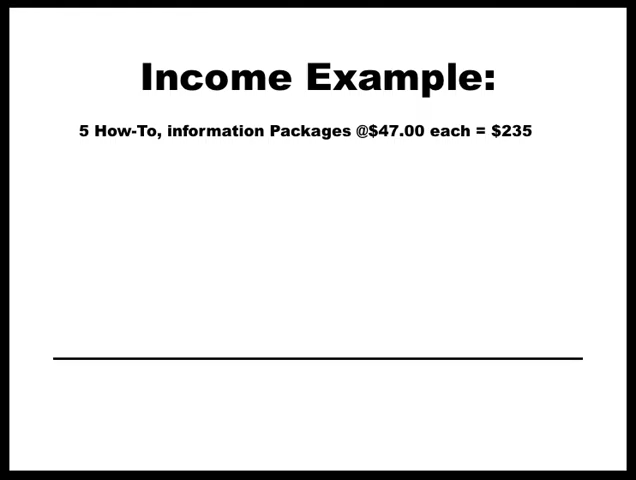 Income Example:
5 How-To, information Packages @$47.00 each = $235